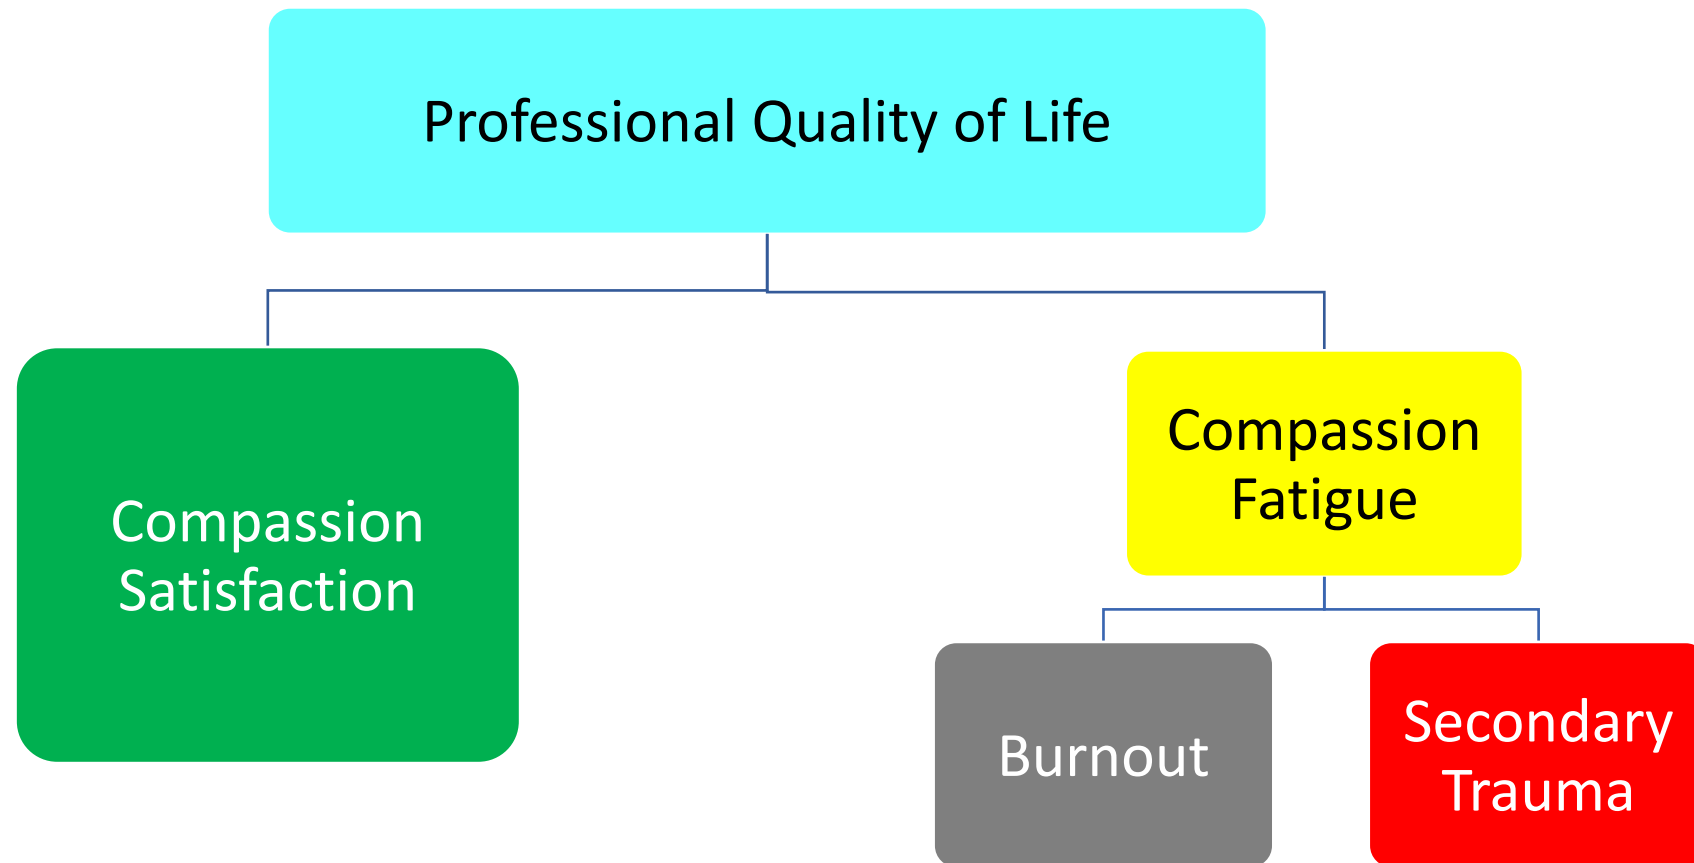 Professional Quality of Life
Compassion
Satisfaction
Compassion
Fatigue
Burnout
Secondary
Trauma